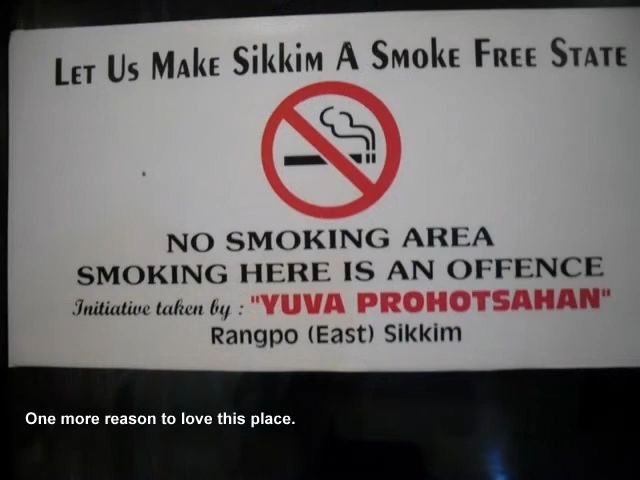 Let Us Make Sikkim A Smoke Free State
NO SMOKING AREA
SMOKING HERE IS AN OFFENCE
Initiative taken by : "YUVA PROHOTSAHAN"
Rangpo (East) Sikkim
One more reason to love this place.